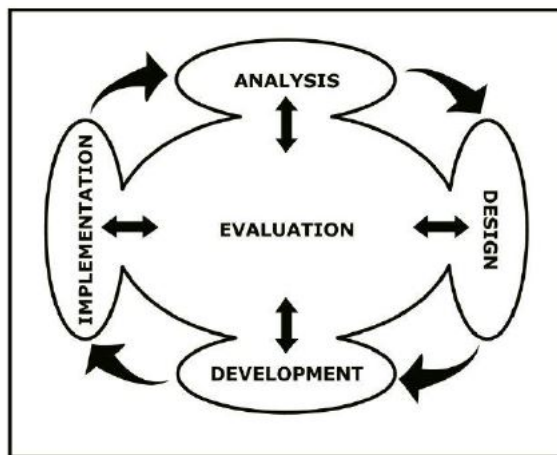 ANALYSIS
DESIGN
EVALUATION
IMPLEMENTATION
DEVELOPMENT